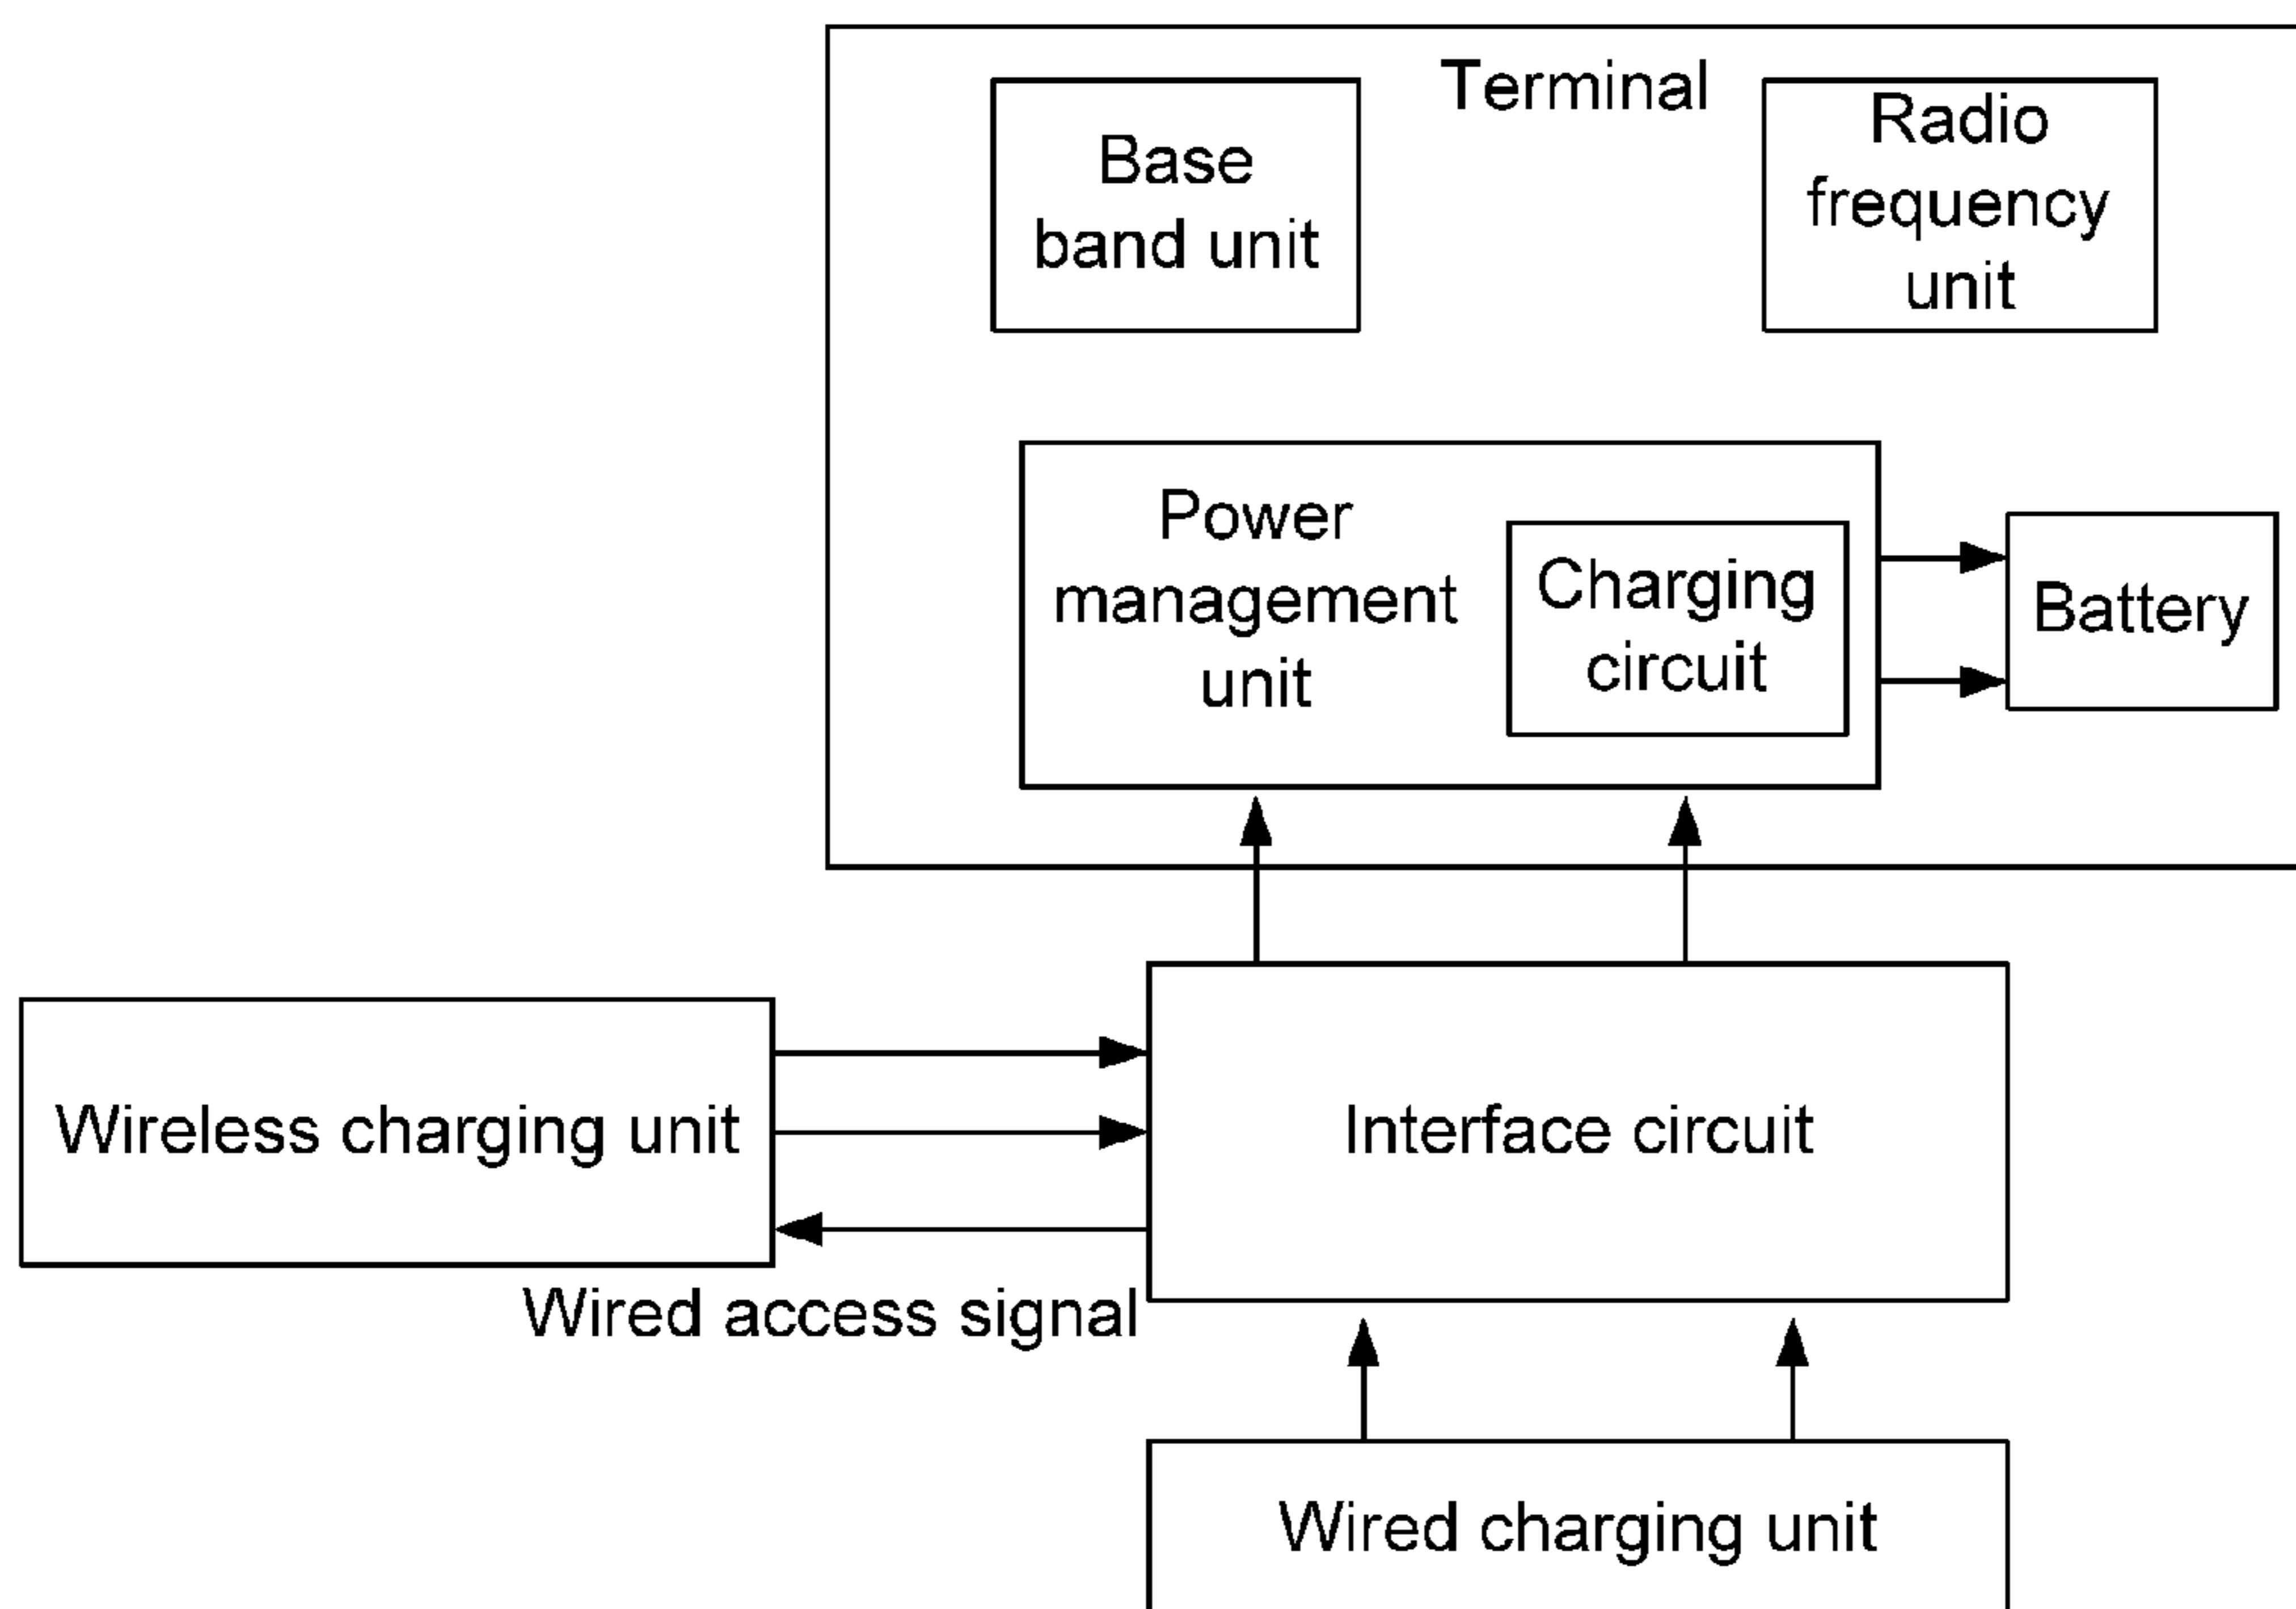 Terminal
Base
band unit
Radio
frequency
unit
Power
management
unit
Charging
circuit
Battery
Wireless charging unit
Interface circuit
Wired access signal
Wired charging unit